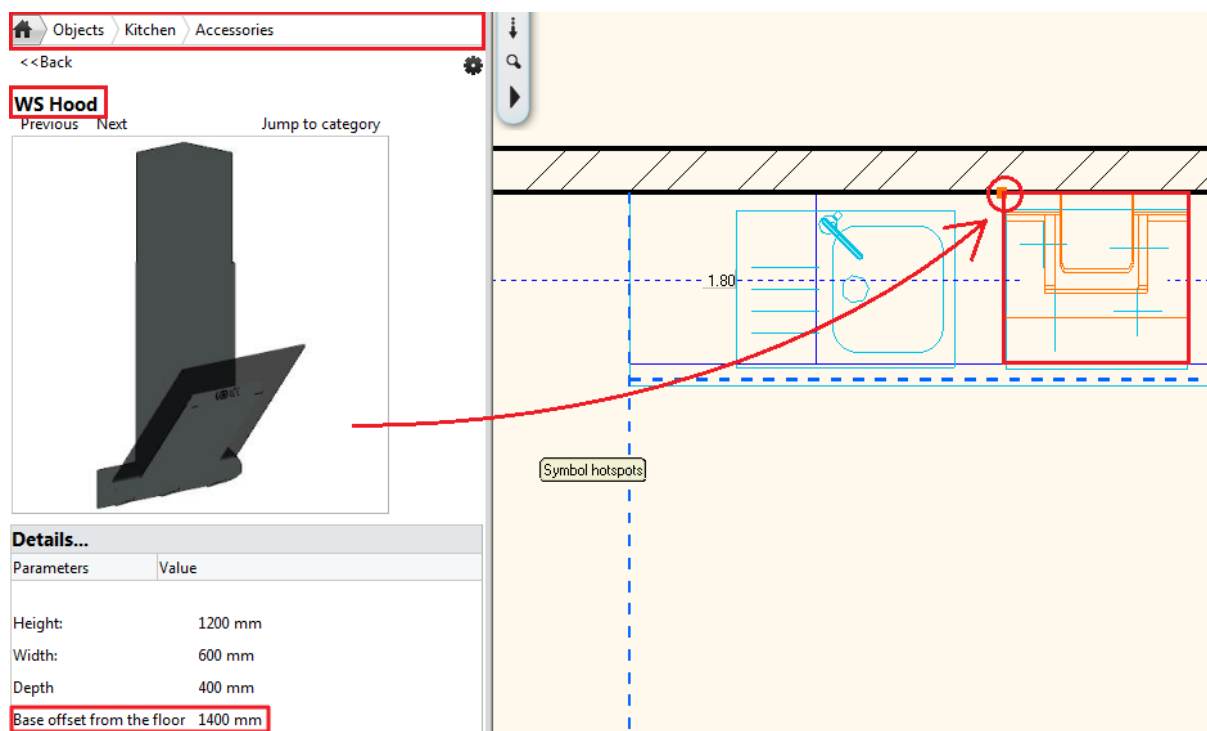 Objects Kitchen Accessories
<<Back
WS Hood
Previous Next Jump to category
1.80
Symbol hotspots
Details...
Parameters Value
Height: 1200 mm
Width: 600 mm
Depth 400 mm
Base offset from the floor 1400 mm